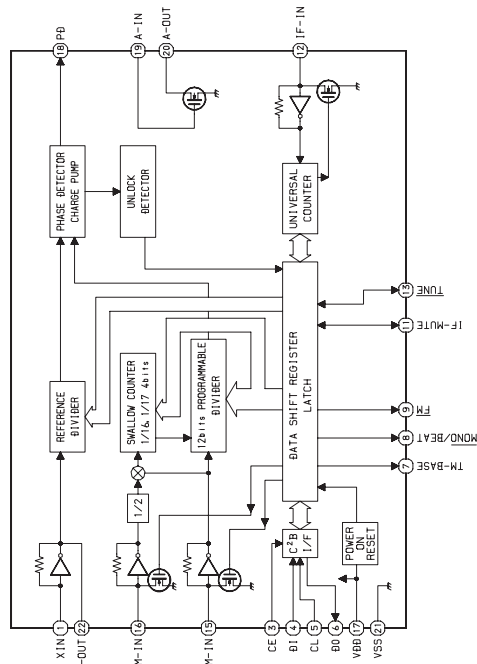 PD
18
A-IN
19
A-OUT
20
IF-IN
12
PHASE DETECTOR
CHARGE PUMP
UNLOCK
DETECTOR
UNIVERSAL
COUNTER
REFERENCE
DIVIDER
SWALLOW COUNTER
1/16, 1/17 4bits
12bits PROGRAMMABLE
DIVIDER
DATA SHIFT REGISTER
LATCH
1/2
C²B
I/F
POWER
ON
RESET
XIN
1
-OUT
22
M-IN
16
M-IN
15
CE
3
DI
4
CL
5
DO
6
VDD
17
VSS
21
TUNE
13
IF-MUTE
11
FM
9
MONO/BEAT
8
TM-BASE
7